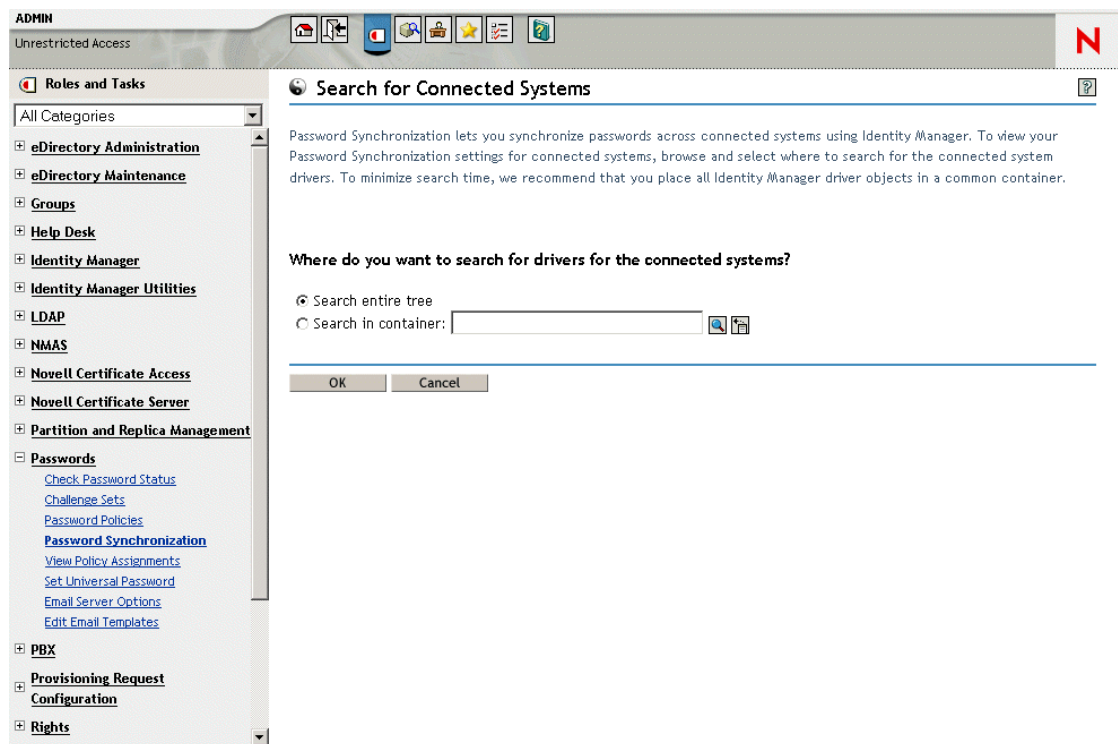 ADMIN
Unrestricted Access
N
Roles and Tasks
All Categories
eDirectory Administration
eDirectory Maintenance
Groups
Help Desk
Identity Manager
Identity Manager Utilities
LDAP
NMAS
Novell Certificate Access
Novell Certificate Server
Partition and Replica Management
Passwords
Check Password Status
Challenge Sets
Password Policies
Password Synchronization
View Policy Assignments
Set Universal Password
Email Server Options
Edit Email Templates
PBX
Provisioning Request
Configuration
Rights
Search for Connected Systems
?
Password Synchronization lets you synchronize passwords across connected systems using Identity Manager. To view your
Password Synchronization settings for connected systems, browse and select where to search for the connected system
drivers. To minimize search time, we recommend that you place all Identity Manager driver objects in a common container.
Where do you want to search for drivers for the connected systems?
Search entire tree
Search in container:
OK
Cancel